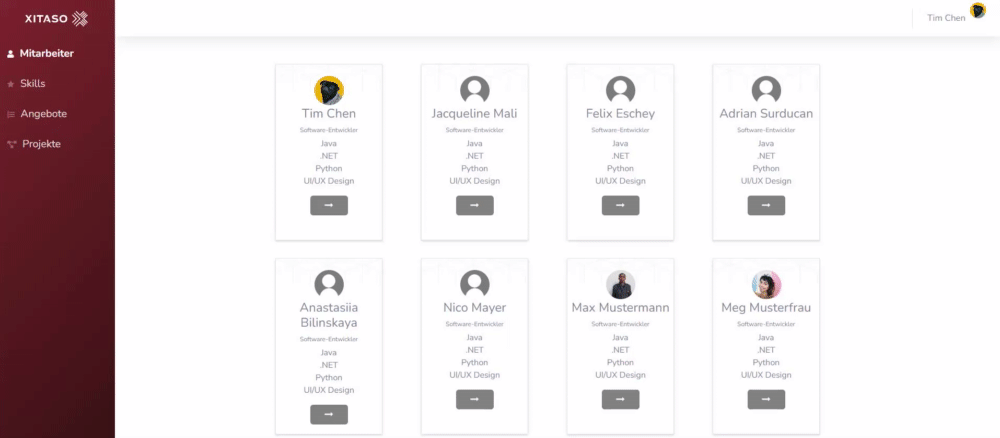 XITASO
Tim Chen
Mitarbeiter
Skills
Angebote
Projekte
Tim Chen
Software-Entwickler
Java
.NET
Python
UI/UX Design
Jacqueline Mali
Software-Entwickler
Java
.NET
Python
UI/UX Design
Felix Eschey
Software-Entwickler
Java
.NET
Python
UI/UX Design
Adrian Surducan
Software-Entwickler
Java
.NET
Python
UI/UX Design
Anastasiia
Bilinskaya
Software-Entwickler
Java
.NET
Python
UI/UX Design
Nico Mayer
Software-Entwickler
Java
.NET
Python
UI/UX Design
Max Mustermann
Software-Entwickler
Java
.NET
Python
UI/UX Design
Meg Musterfrau
Software-Entwickler
Java
.NET
Python
UI/UX Design